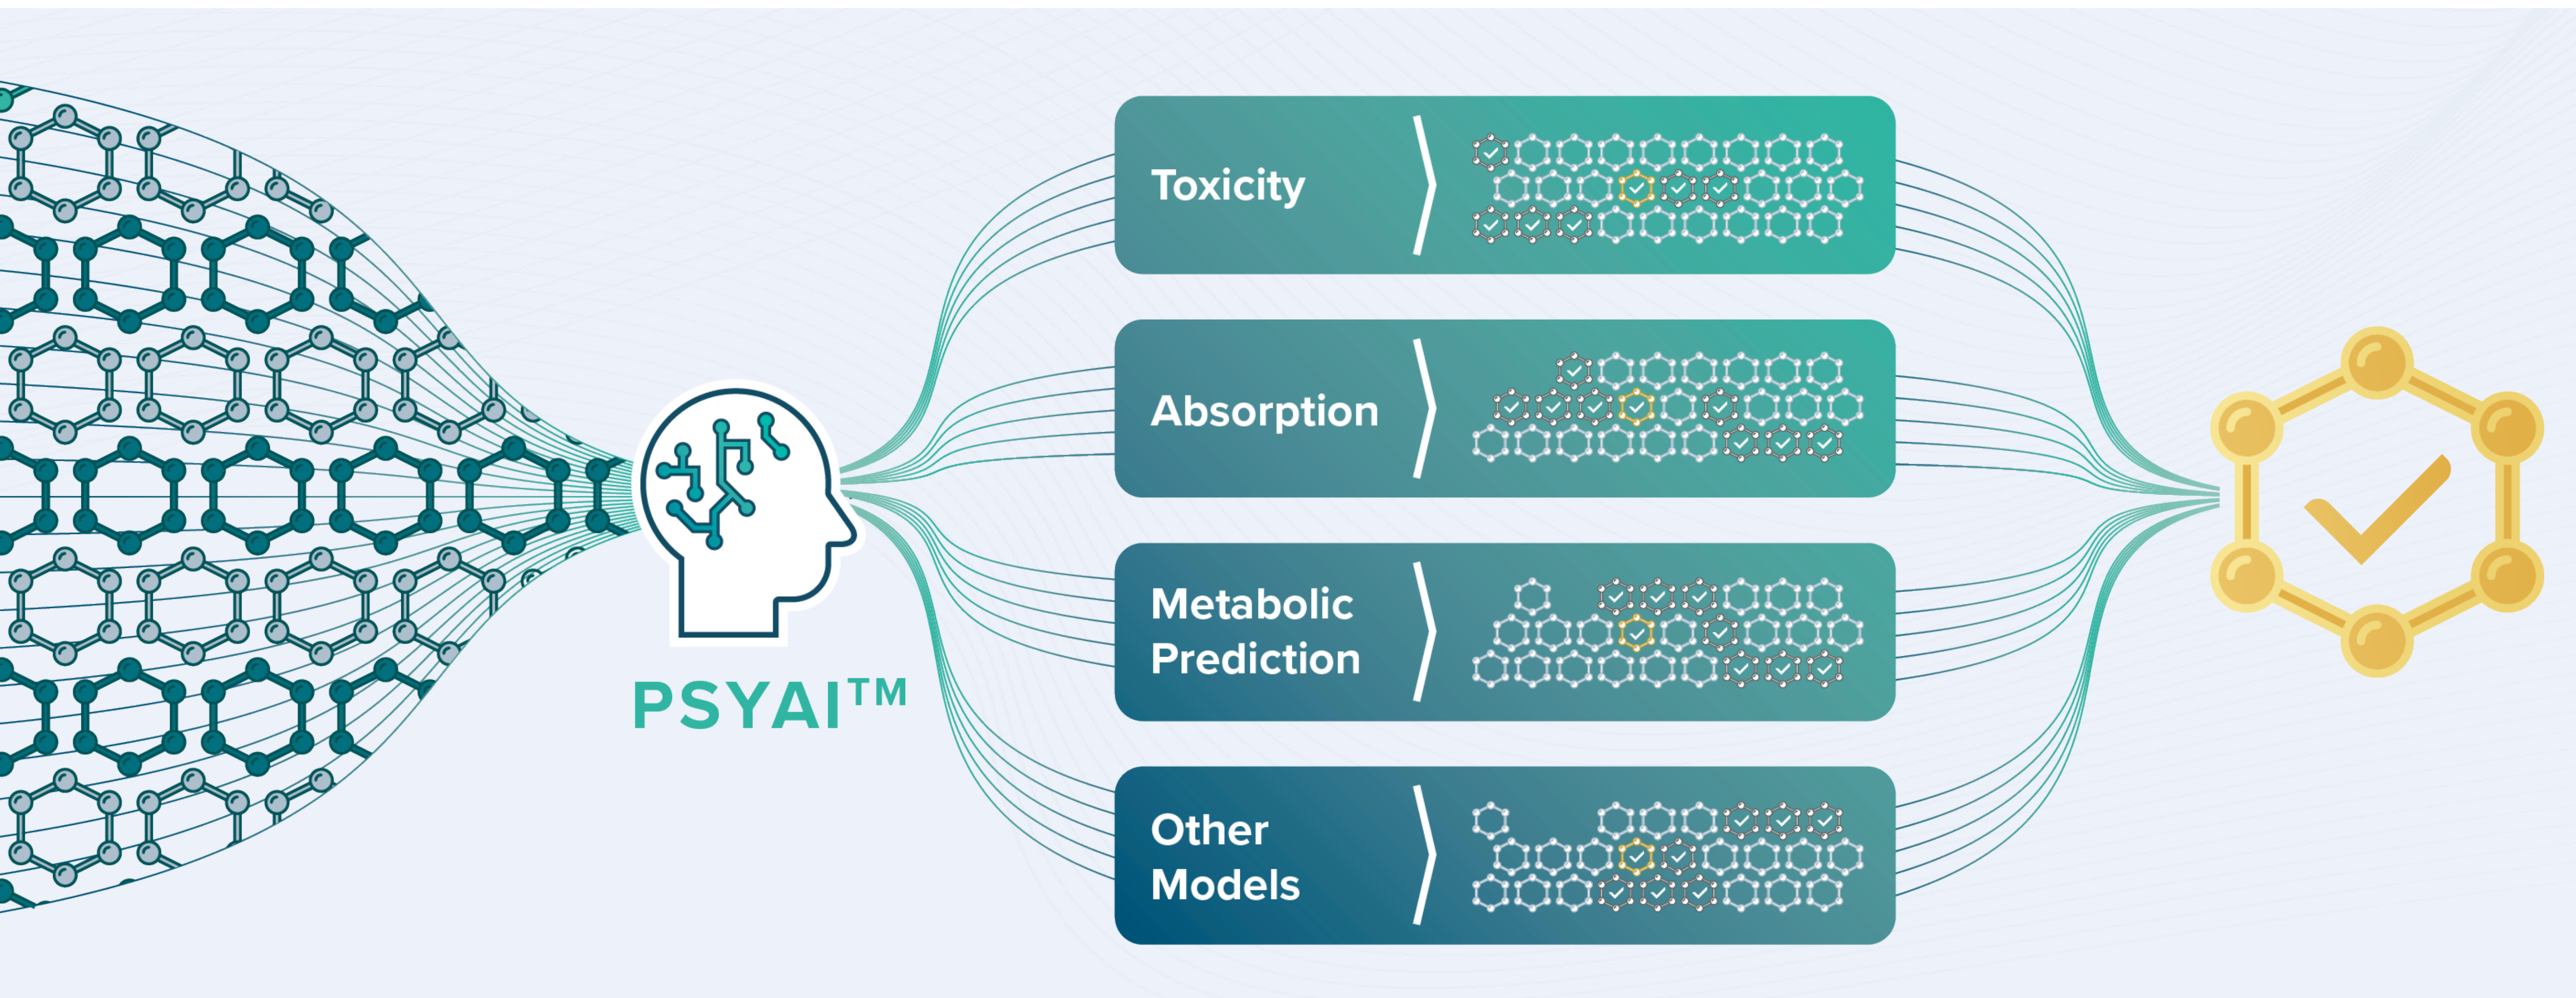 PSYAI™
Toxicity
Absorption
Metabolic
Prediction
Other
Models